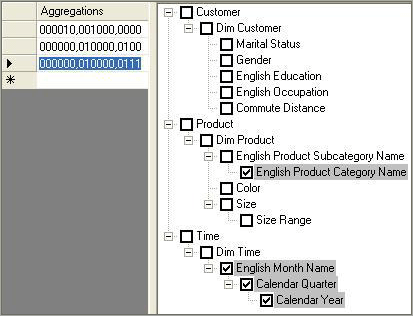 Aggregations
000010,001000,0000
000000,010000,0100
000000,010000,0111
Customer
Dim Customer
Marital Status
Gender
English Education
English Occupation
Commute Distance
Product
Dim Product
English Product Subcategory Name
English Product Category Name
Color
Size
Size Range
Time
Dim Time
English Month Name
Calendar Quarter
Calendar Year